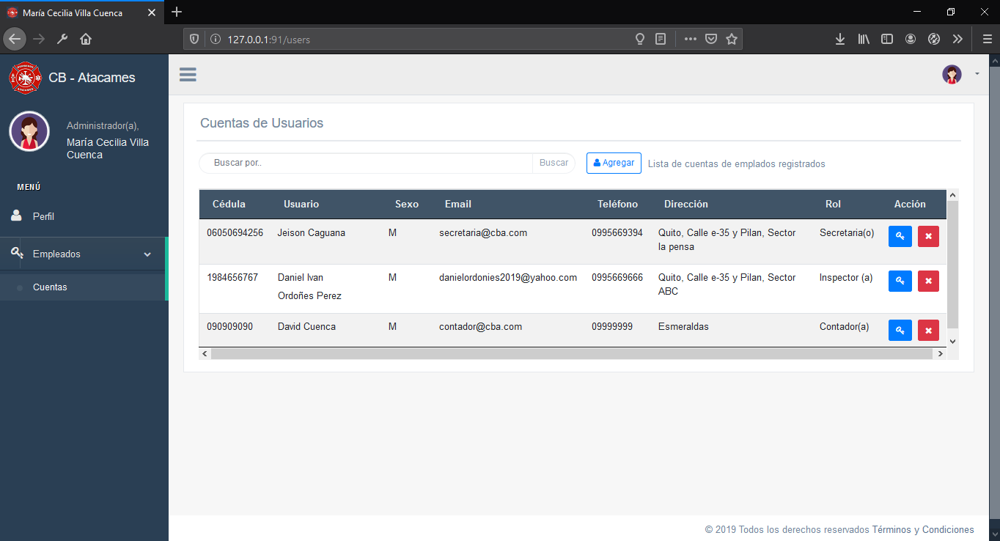 María Cecilia Villa Cuenca
127.0.0.1:91/users
CB - Atacames
Administrador(a),
María Cecilia Villa
Cuenca
MENÚ
Perfil
Empleados
Cuentas
Cuentas de Usuarios
Buscar por.. Buscar Agregar Lista de cuentas de emplados registrados
Cédula Usuario Sexo Email Teléfono Dirección Rol Acción
06050694256 Jeison Caguana M secretaria@cba.com 0995669394 Quito, Calle e-35 y Pilan, Sector Secretaria(o)
la pensa
1984656767 Daniel Ivan M danielordonies2019@yahoo.com 0995669666 Quito, Calle e-35 y Pilan, Sector Inspector (a)
Ordoñes Perez ABC
090909090 David Cuenca M contador@cba.com 09999999 Esmeraldas Contador(a)
© 2019 Todos los derechos reservados Términos y Condiciones